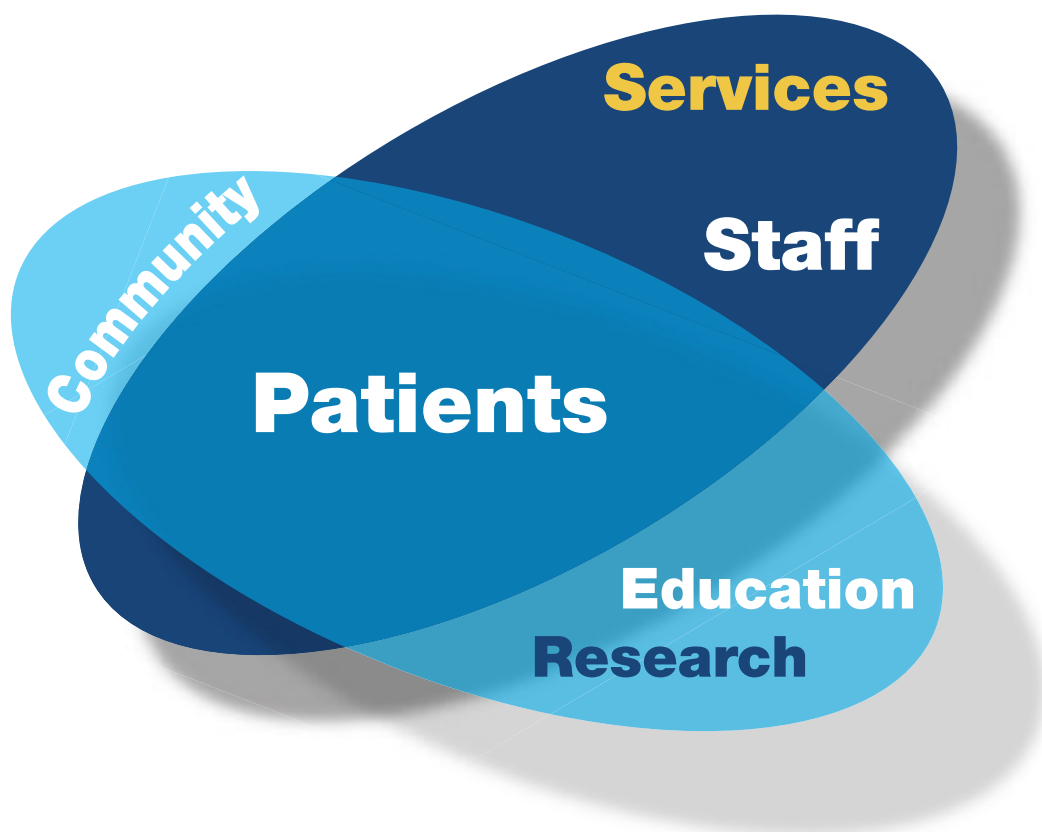 Services
Staff
Community
Patients
Education
Research